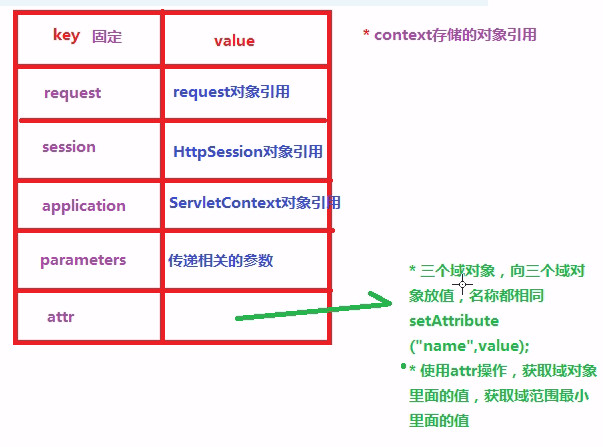 key 固定 value
* context存储的对象引用
request request对象引用
session HttpSession对象引用
application ServletContext对象引用
parameters 传递相关的参数
attr
* 三个域对象，向三个域对
象放值，名称都相同
setAttribute
("name",value);
* 使用attr操作，获取域对象
里面的值，获取域范围最小
里面的值